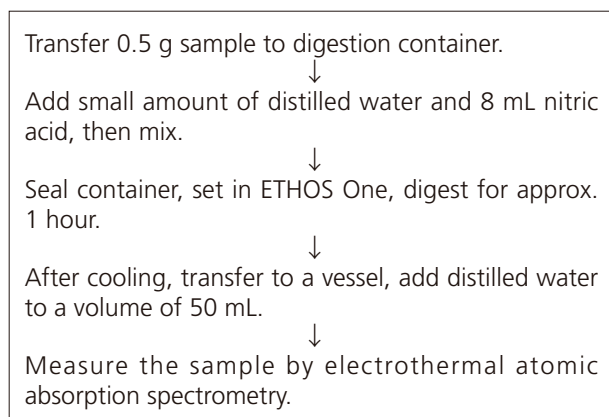 Transfer 0.5 g sample to digestion container.
↓
Add small amount of distilled water and 8 mL nitric
acid, then mix.
↓
Seal container, set in ETHOS One, digest for approx.
1 hour.
↓
After cooling, transfer to a vessel, add distilled water
to a volume of 50 mL.
↓
Measure the sample by electrothermal atomic
absorption spectrometry.